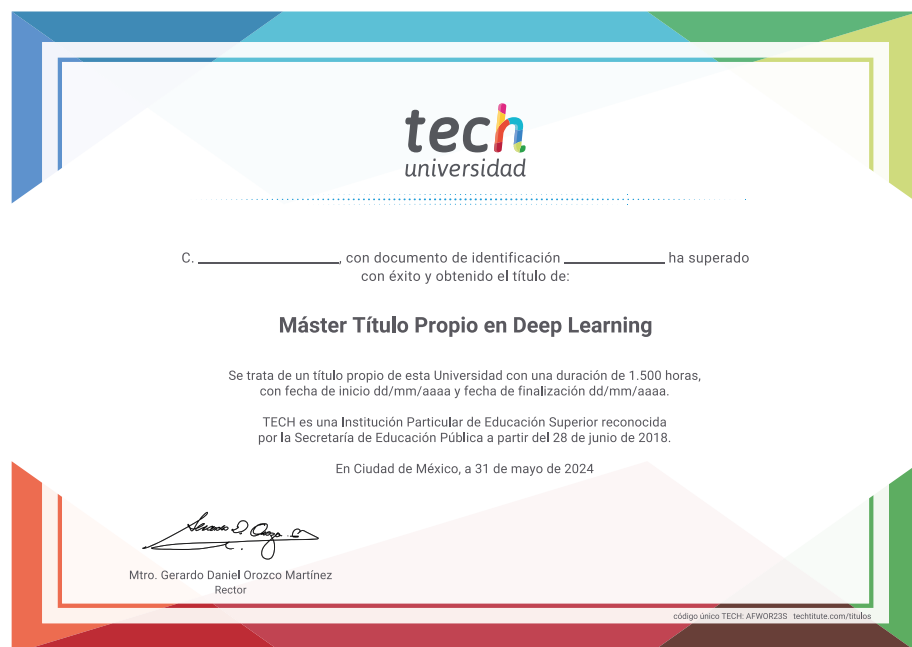 tech
universidad
C. ____________, con documento de identificación ____________ ha superado
con éxito y obtenido el título de:
Máster Título Propio en Deep Learning
Se trata de un título propio de esta Universidad con una duración de 1.500 horas,
con fecha de inicio dd/mm/aaaa y fecha de finalización dd/mm/aaaa.
TECH es una Institución Particular de Educación Superior reconocida
por la Secretaría de Educación Pública a partir del 28 de junio de 2018.
En Ciudad de México, a 31 de mayo de 2024
Mtro. Gerardo Daniel Orozco Martínez
Rector
código único TECH: AFWOR23S techtitute.com/titulos